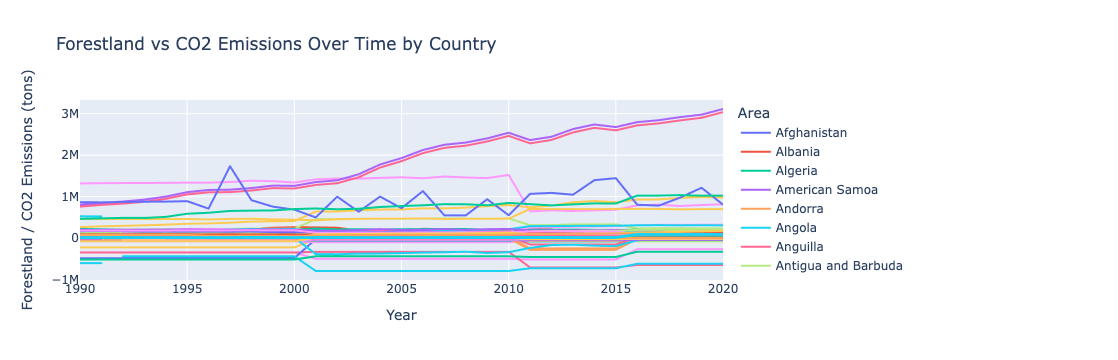 Forestland vs CO2 Emissions Over Time by Country
Forestland / CO2 Emissions (tons)
3M
2M
1M
0
−1M
1990
1995
2000
2005
2010
2015
2020
Year
Area
Afghanistan
Albania
Algeria
American Samoa
Andorra
Angola
Anguilla
Antigua and Barbuda